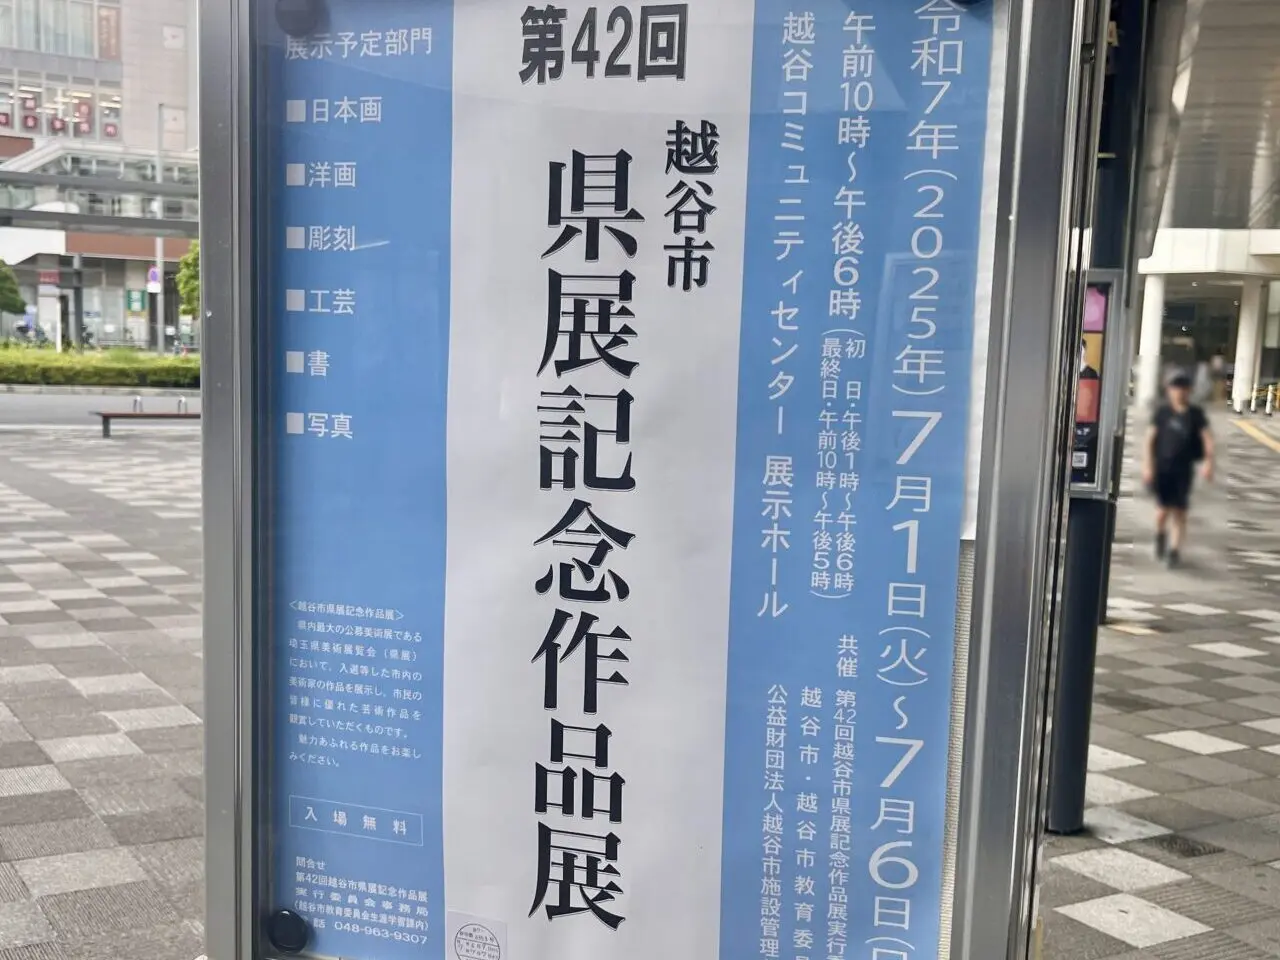 令和7年（2025年）7月1日（火）～7月6日（日
午前10時～午後6時（初　日・午後1時～午後6時
最終日・午前10時～午後5時）
越谷コミュニティセンター 展示ホール
共催 第42回越谷市県展記念作品展実行委
越谷市・越谷市教育委員
公益財団法人越谷市施設管理
第42回
越谷市
県展記念作品展
展示予定部門
■日本画
■洋画
■彫刻
■工芸
■書
■写真
＜越谷市県展記念作品展＞
県内最大の公募美術展である
埼玉県美術展覧会（県展）
において、入選等した市内の
美術家の作品を展示し、市民の
皆様に優れた芸術作品を
観賞していただくものです。
魅力あふれる作品をお楽し
みください。
入場無料
問合せ
第42回越谷市県展記念作品展
実行委員会事務局
（越谷市教育委員会生涯学習課内）
話 048-963-9307